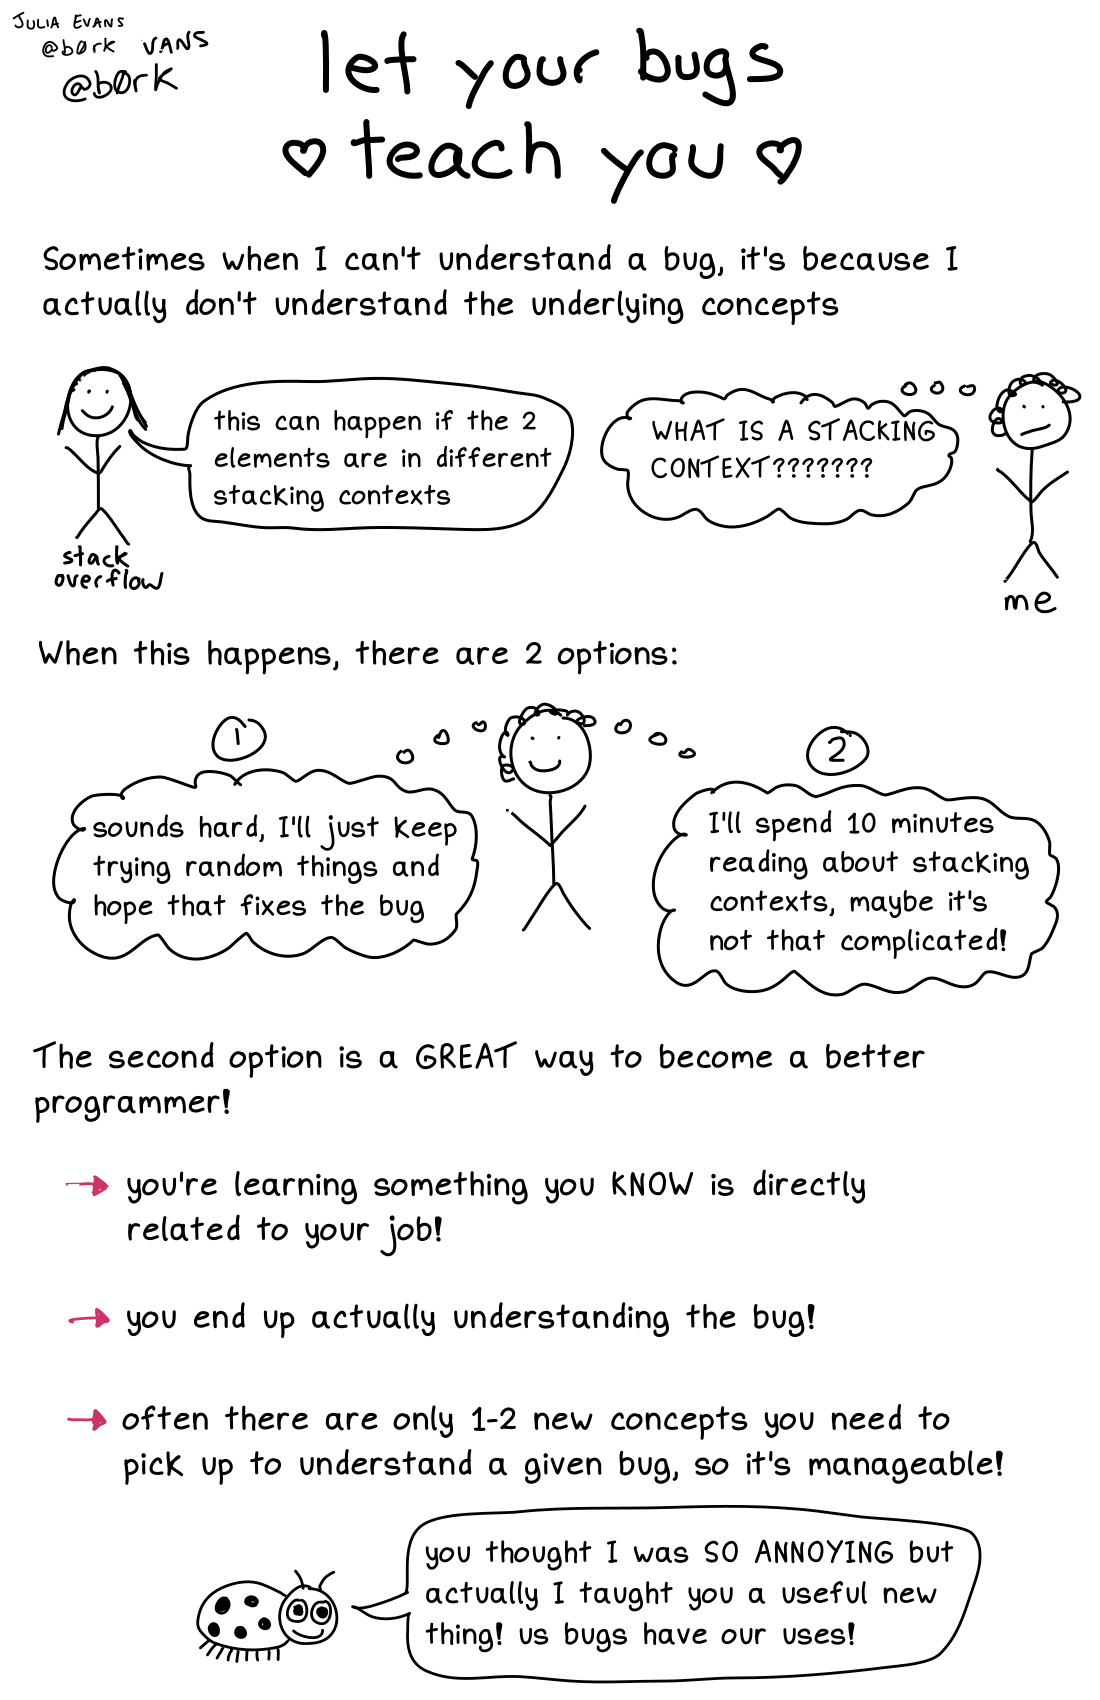 JULIA EVANS
@b0rk VANS
@b0rk
let your bugs
♡ teach you ♡
Sometimes when I can't understand a bug, it's because I
actually don't understand the underlying concepts
this can happen if the 2
elements are in different
stacking contexts
stack
overflow
WHAT IS A STACKING
CONTEXT???????
me
When this happens, there are 2 options:
1
sounds hard, I'll just keep
trying random things and
hope that fixes the bug
2
I'll spend 10 minutes
reading about stacking
contexts, maybe it's
not that complicated!
The second option is a GREAT way to become a better
programmer!
→ you're learning something you KNOW is directly
related to your job!
→ you end up actually understanding the bug!
→ often there are only 1-2 new concepts you need to
pick up to understand a given bug, so it's manageable!
you thought I was SO ANNOYING but
actually I taught you a useful new
thing! us bugs have our uses!